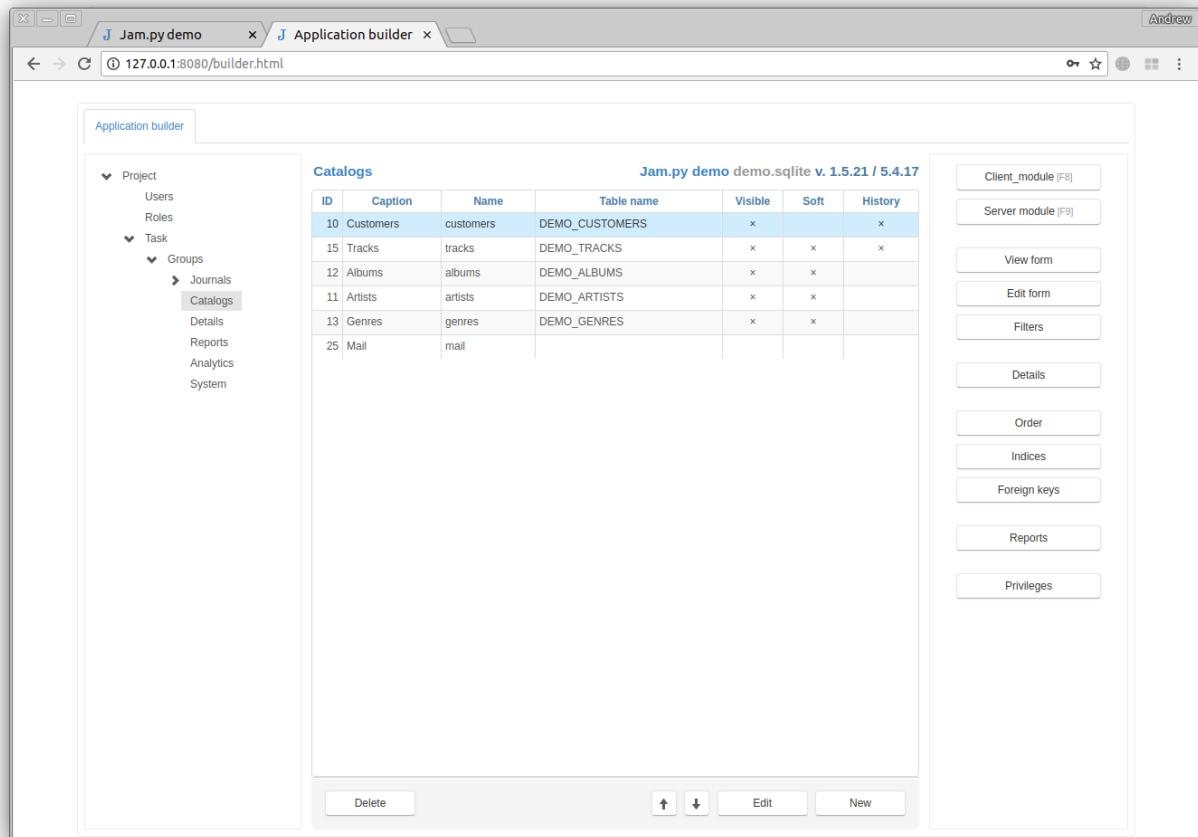 Andrew
J Jam.py demo × J Application builder ×
127.0.0.1:8080/builder.html
Application builder
Project
Users
Roles
Task
Groups
Journals
Catalogs
Details
Reports
Analytics
System
Catalogs Jam.py demo demo.sqlite v. 1.5.21 / 5.4.17
ID Caption Name Table name Visible Soft History
10 Customers customers DEMO_CUSTOMERS × ×
15 Tracks tracks DEMO_TRACKS × × ×
12 Albums albums DEMO_ALBUMS × ×
11 Artists artists DEMO_ARTISTS × ×
13 Genres genres DEMO_GENRES × ×
25 Mail mail
Delete Edit New
Client_module [F8]
Server module [F9]
View form
Edit form
Filters
Details
Order
Indices
Foreign keys
Reports
Privileges